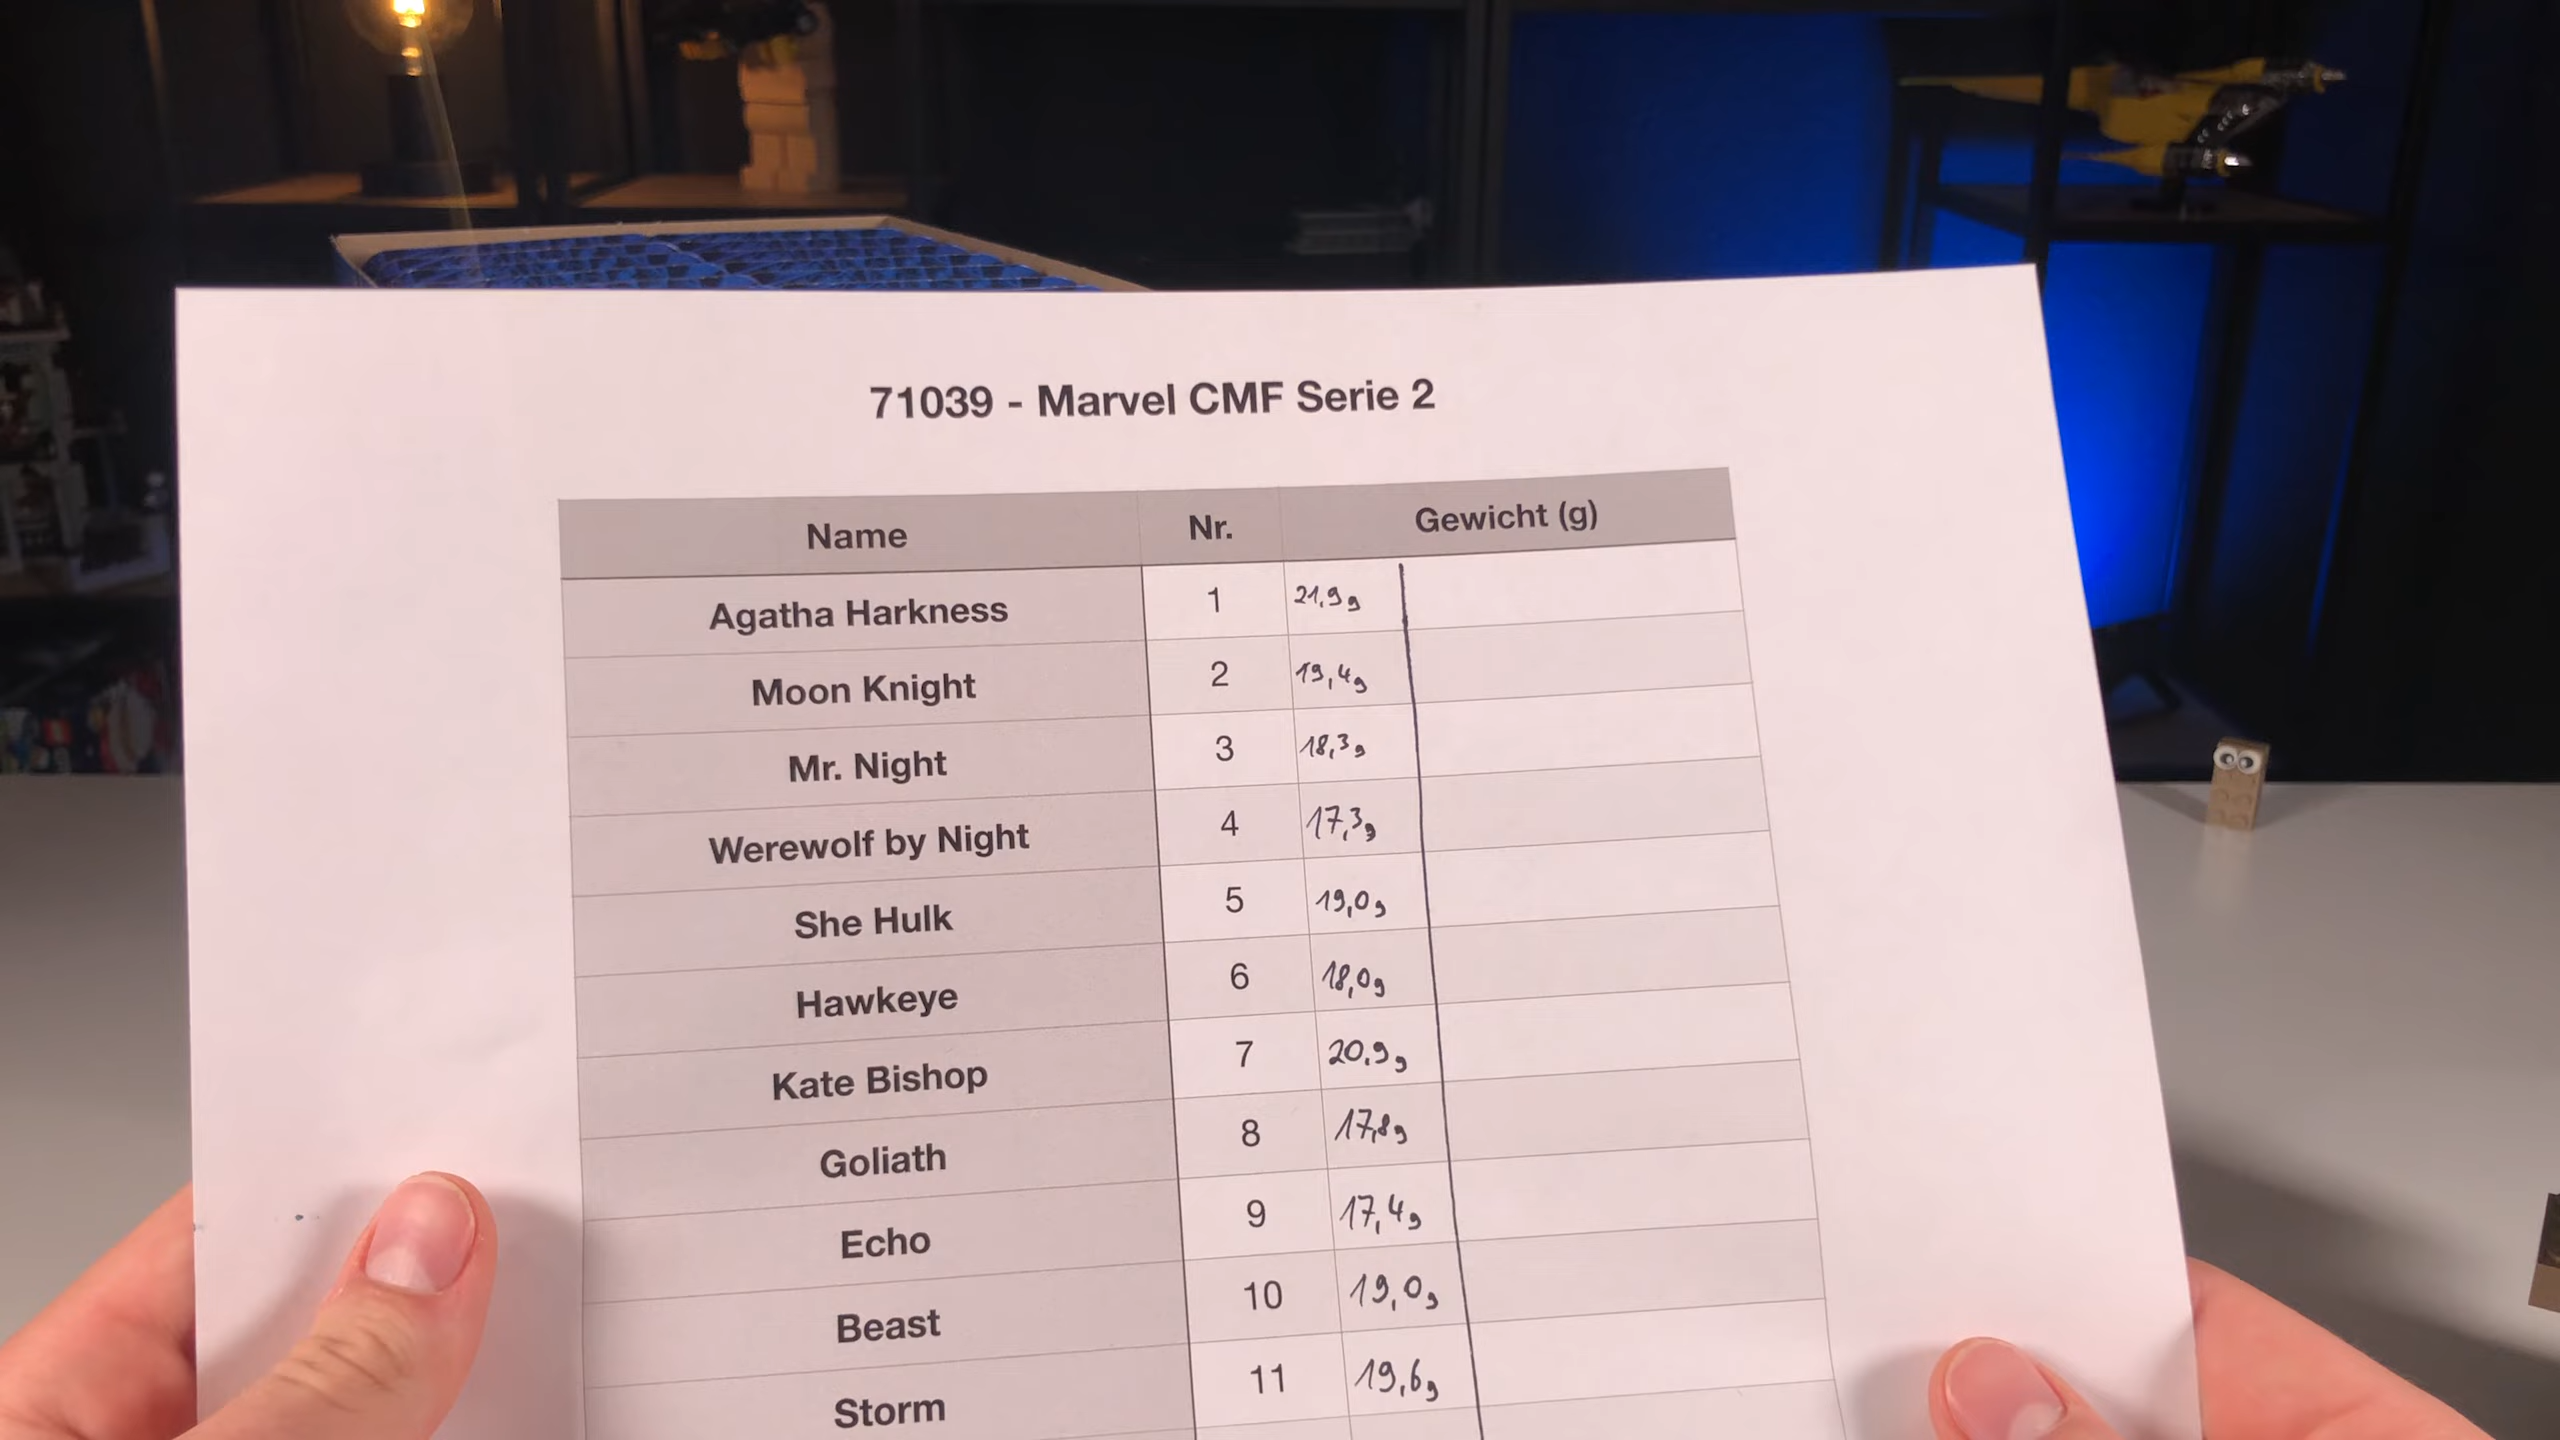 71039 - Marvel CMF Serie 2
Name Nr. Gewicht (g)
Agatha Harkness 1 21,9g
Moon Knight 2 19,4g
Mr. Night 3 18,3g
Werewolf by Night 4 17,3g
She Hulk 5 19,0g
Hawkeye 6 18,0g
Kate Bishop 7 20,9g
Goliath 8 17,8g
Echo 9 17,4g
Beast 10 19,0g
Storm 11 19,6g